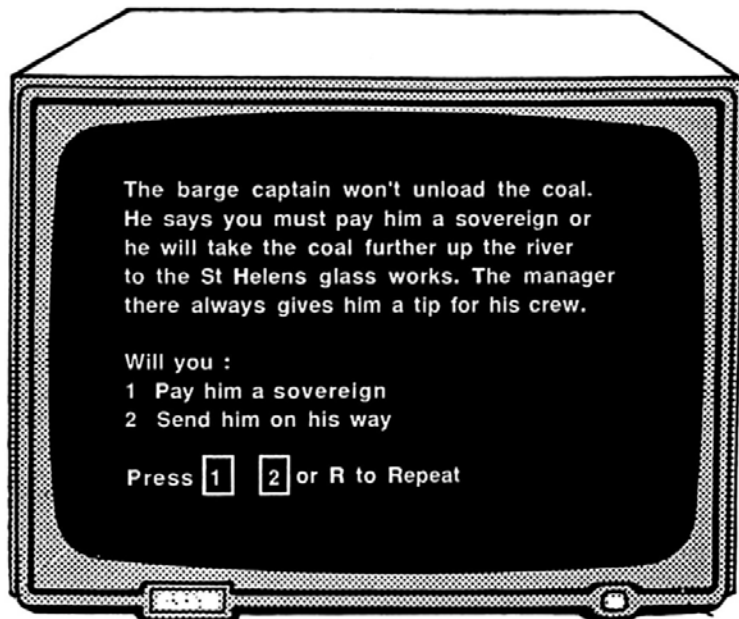 The barge captain won't unload the coal.
He says you must pay him a sovereign or
he will take the coal further up the river
to the St Helens glass works. The manager
there always gives him a tip for his crew.
Will you :
1 Pay him a sovereign
2 Send him on his way
Press 1 2 or R to Repeat